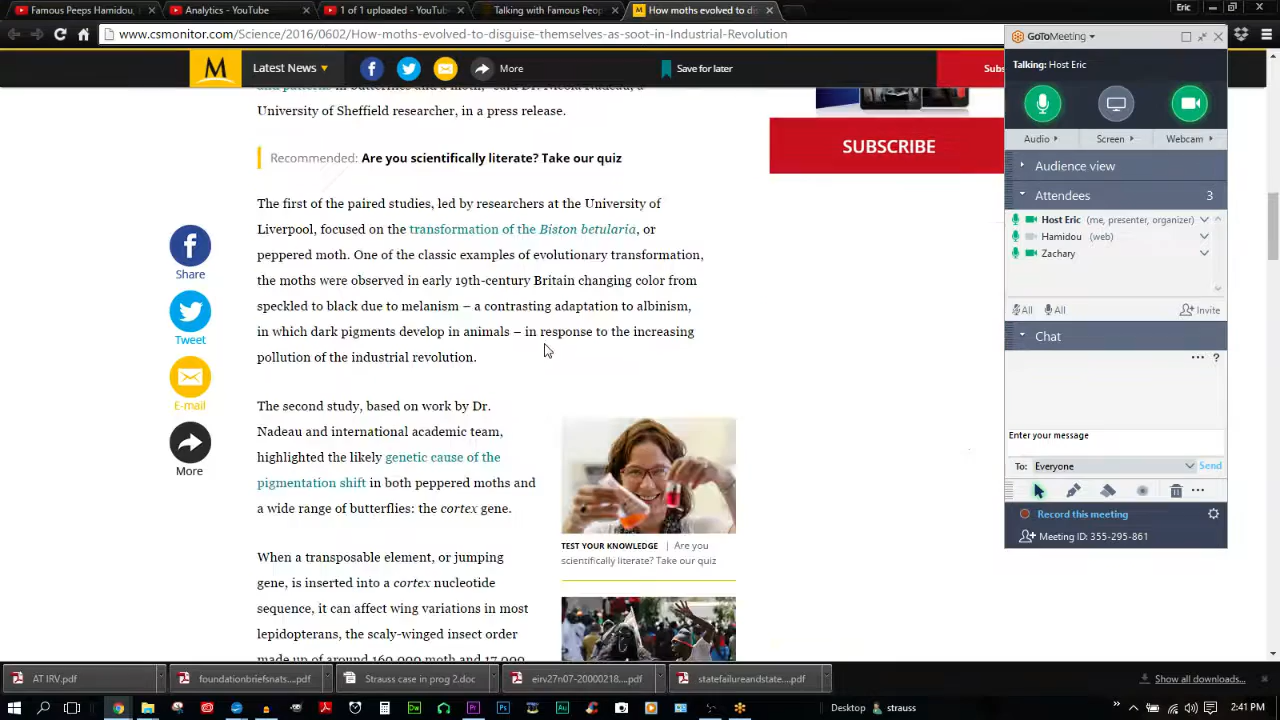 Famous Peeps Hamidou,
Analytics - YouTube
1 of 1 uploaded - YouTube
Talking with Famous Peep
How moths evolved to di
Eric
www.csmonitor.com/Science/2016/0602/How-moths-evolved-to-disguise-themselves-as-soot-in-Industrial-Revolution
M
Latest News
More
Save for later
Subs
University of Sheffield researcher, in a press release.
Recommended: Are you scientifically literate? Take our quiz
The first of the paired studies, led by researchers at the University of
Liverpool, focused on the transformation of the Biston betularia, or
peppered moth. One of the classic examples of evolutionary transformation,
the moths were observed in early 19th-century Britain changing color from
speckled to black due to melanism – a contrasting adaptation to albinism,
in which dark pigments develop in animals – in response to the increasing
pollution of the industrial revolution.
Share
Tweet
E-mail
More
The second study, based on work by Dr.
Nadeau and international academic team,
highlighted the likely genetic cause of the
pigmentation shift in both peppered moths and
a wide range of butterflies: the cortex gene.
When a transposable element, or jumping
gene, is inserted into a cortex nucleotide
sequence, it can affect wing variations in most
lepidopterans, the scaly-winged insect order
made up of around 160,000 moth and 17,000
TEST YOUR KNOWLEDGE | Are you
scientifically literate? Take our quiz
SUBSCRIBE
GoToMeeting
Talking: Host Eric
Audio
Screen
Webcam
Audience view
Attendees
3
Host Eric (me, presenter, organizer)
Hamidou (web)
Zachary
All
All
Invite
Chat
?
Enter your message
To: Everyone
Send
Record this meeting
Meeting ID: 355-295-861
AT IRV.pdf
foundationbriefsnats....pdf
Strauss case in prog 2.doc
eirv27n07-20000218....pdf
statefailureandstate....pdf
Show all downloads...
Desktop
strauss
2:41 PM